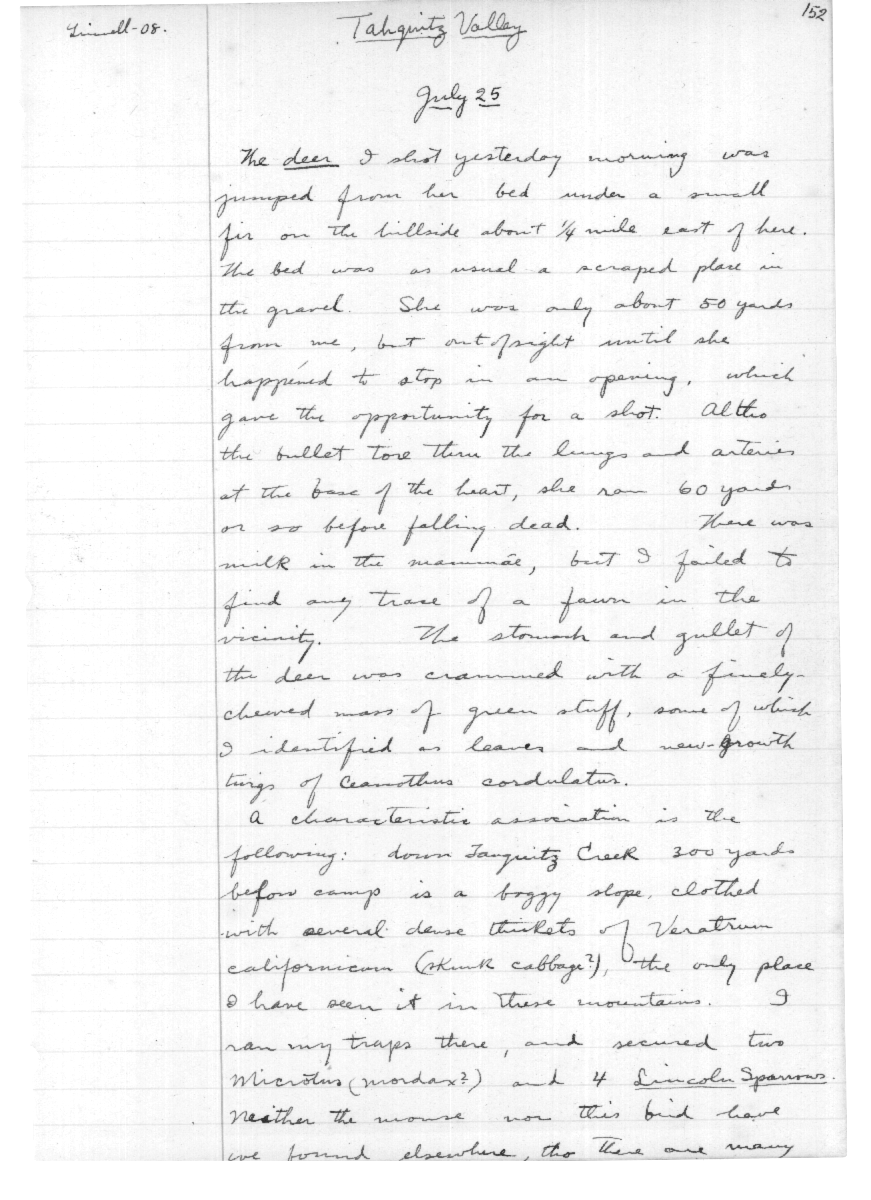 Grinnell-08.
Tahquitz Valley
152
July 25
The deer I shot yesterday morning was
jumped from her bed under a small
fir on the hillside about 1/4 mile east of here.
The bed was as usual a scraped place in
the gravel. She was only about 50 yards
from me, but out of sight until she
happened to stop in an opening, which
gave the opportunity for a shot. Altho
the bullet tore thru the lungs and arteries
at the base of the heart, she ran 60 yards
or so before falling dead. There was
milk in the mammae, but I failed to
find any trace of a fawn in the
vicinity. The stomach and gullet of
the deer was crammed with a finely-
chewed mass of green stuff, some of which
I identified as leaves and new-growth
twigs of Ceanothus cordulatus.
A characteristic association is the
following: down Tauquitz Creek 300 yards
below camp is a boggy slope, clothed
with several dense thickets of Veratrum
californicum (skunk cabbage?), the only place
I have seen it in these mountains. I
ran my traps there, and secured two
Microtus (mordax?) and 4 Lincoln Sparrows.
Neither the mouse nor this bird have
we found elsewhere, tho there are many